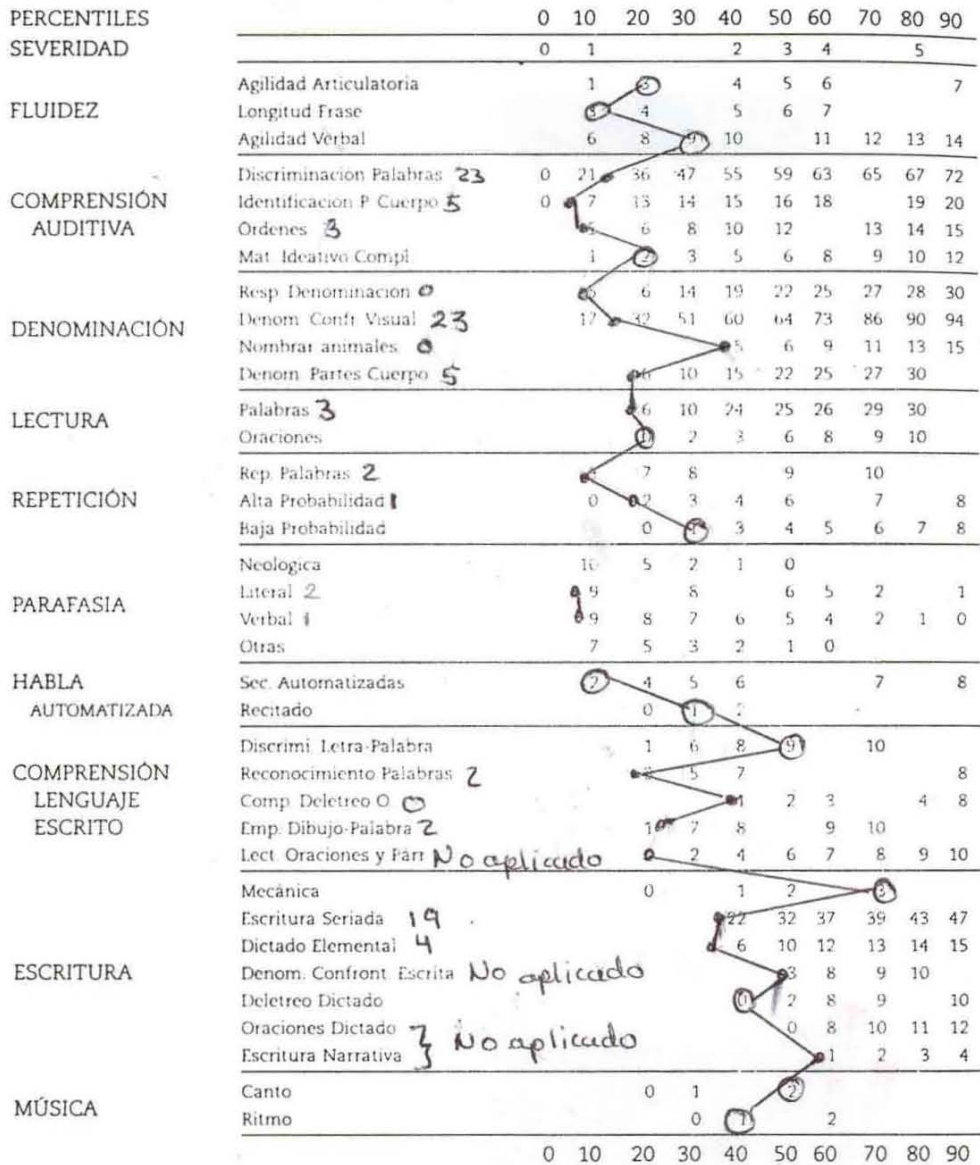 PERCENTILES 0 10 20 30 40 50 60 70 80 90
SEVERIDAD 0 1 2 3 4 5
FLUIDEZ
Agilidad Articulatoria 1 3 4 5 6 7
Longitud Frase 3 4 5 6 7
Agilidad Verbal 6 8 9 10 11 12 13 14
COMPRENSIÓN AUDITIVA
Discriminacion Palabras 23 0 21 36 47 55 59 63 65 67 72
Identificacion P Cuerpo 5 0 7 13 14 15 16 18 19 20
Ordenes 3 5 6 8 10 12 13 14 15
Mat Ideativo Compl 1 2 3 5 6 8 9 10 12
DENOMINACIÓN
Resp Denominacion 0 6 14 19 22 25 27 28 30
Denom Confr Visual 23 17 32 51 60 64 73 86 90 94
Nombrar animales 0 5 6 9 11 13 15
Denom Partes Cuerpo 5 6 10 15 22 25 27 30
LECTURA
Palabras 3 6 10 24 25 26 29 30
Oraciones 2 3 6 8 9 10
REPETICIÓN
Rep. Palabras 2 7 8 9 10
Alta Probabilidad 1 0 2 3 4 6 7 8
Baja Probabilidad 0 1 3 4 5 6 7 8
PARAFASIA
Neologica 10 5 2 1 0
Literal 2 9 8 6 5 2 1
Verbal 1 9 8 7 6 5 4 2 1 0
Otras 7 5 3 2 1 0
HABLA AUTOMATIZADA
Sec. Automatizadas 2 4 5 6 7 8
Recitado 0 1 2
COMPRENSIÓN LENGUAJE ESCRITO
Discrimi. Letra-Palabra 1 6 8 9 10
Reconocimiento Palabras 2 5 7 8
Comp Deletreo O 0 1 2 3 4 8
Emp. Dibujo-Palabra 2 1 7 8 9 10
Lect. Oraciones y Párr No aplicado 2 4 6 7 8 9 10
ESCRITURA
Mecánica 0 1 2 3
Escritura Seriada 19 22 32 37 39 43 47
Dictado Elemental 4 6 10 12 13 14 15
Denom. Confront Escrita No aplicado 3 8 9 10
Deletreo Dictado 0 2 8 9 10
Oraciones Dictado 0 8 10 11 12
No aplicado
Escritura Narrativa 1 2 3 4
MÚSICA
Canto 0 1 2
Ritmo 0 1 2
0 10 20 30 40 50 60 70 80 90